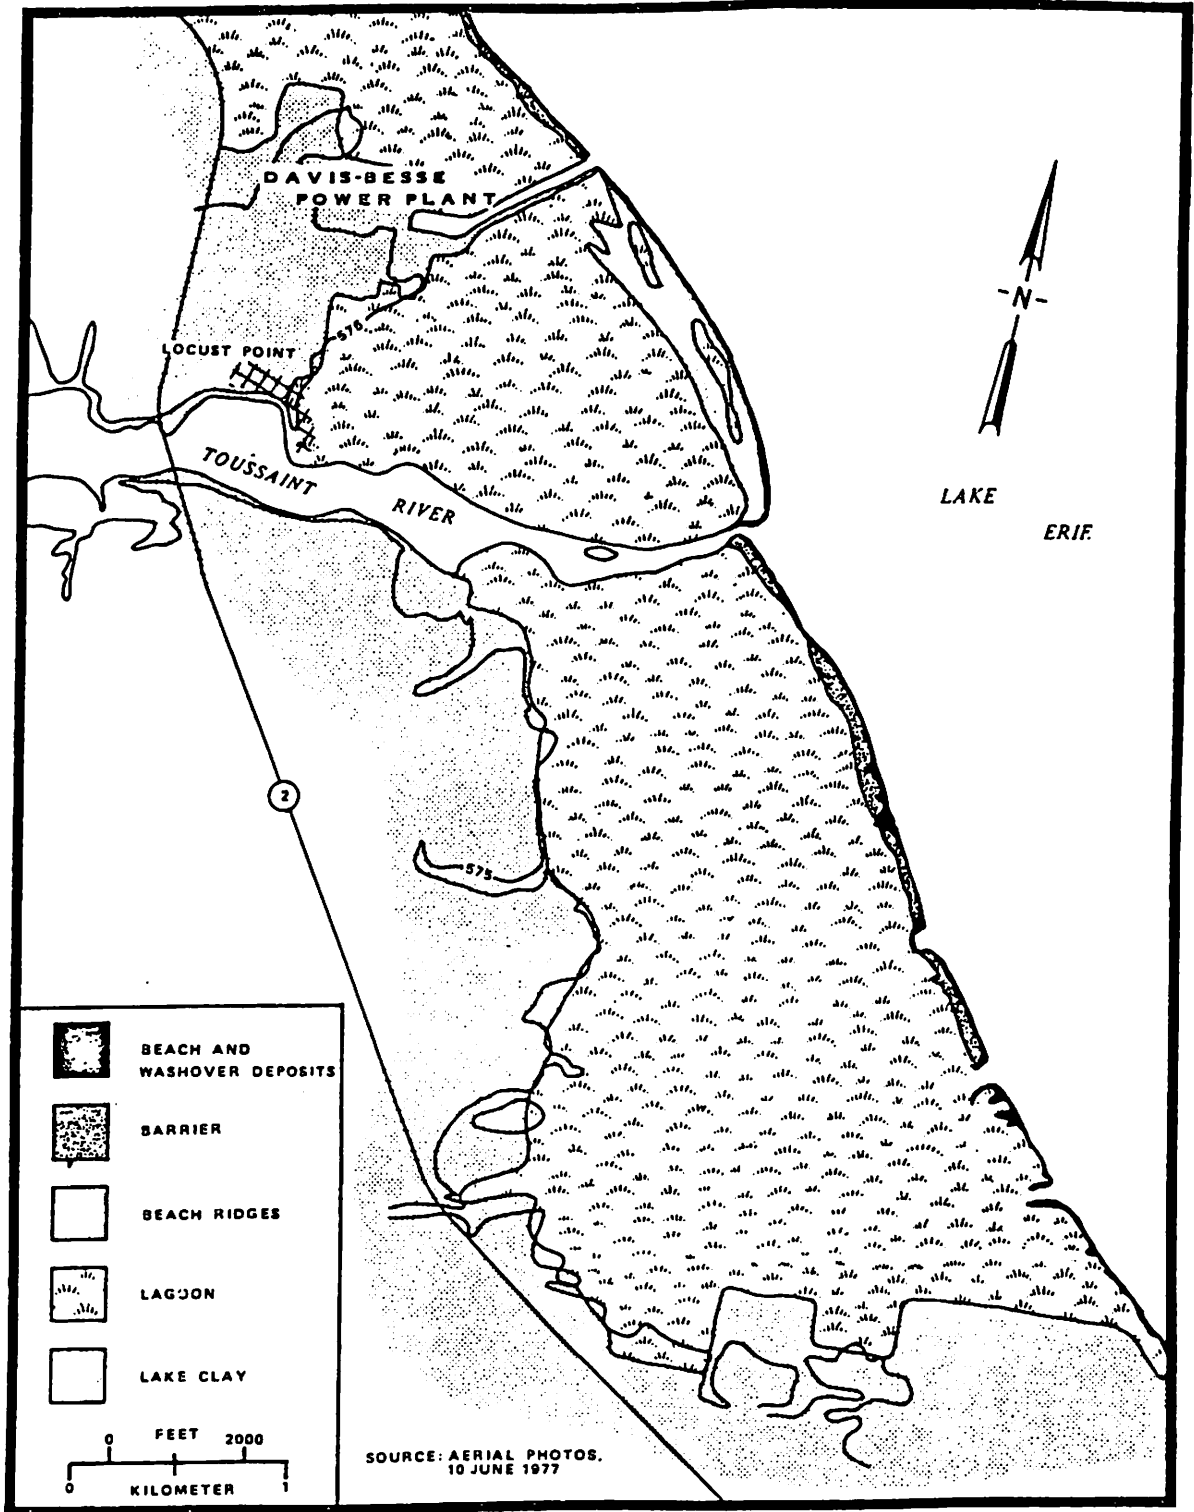 DAVIS-BESSE
POWER PLANT
576
LOCUST POINT
TOUSSAINT
RIVER
-N-
LAKE
ERIE
2
575
BEACH AND
WASHOVER DEPOSITS
BARRIER
BEACH RIDGES
LAGOON
LAKE CLAY
0 FEET 2000
0 KILOMETER 1
SOURCE: AERIAL PHOTOS,
10 JUNE 1977